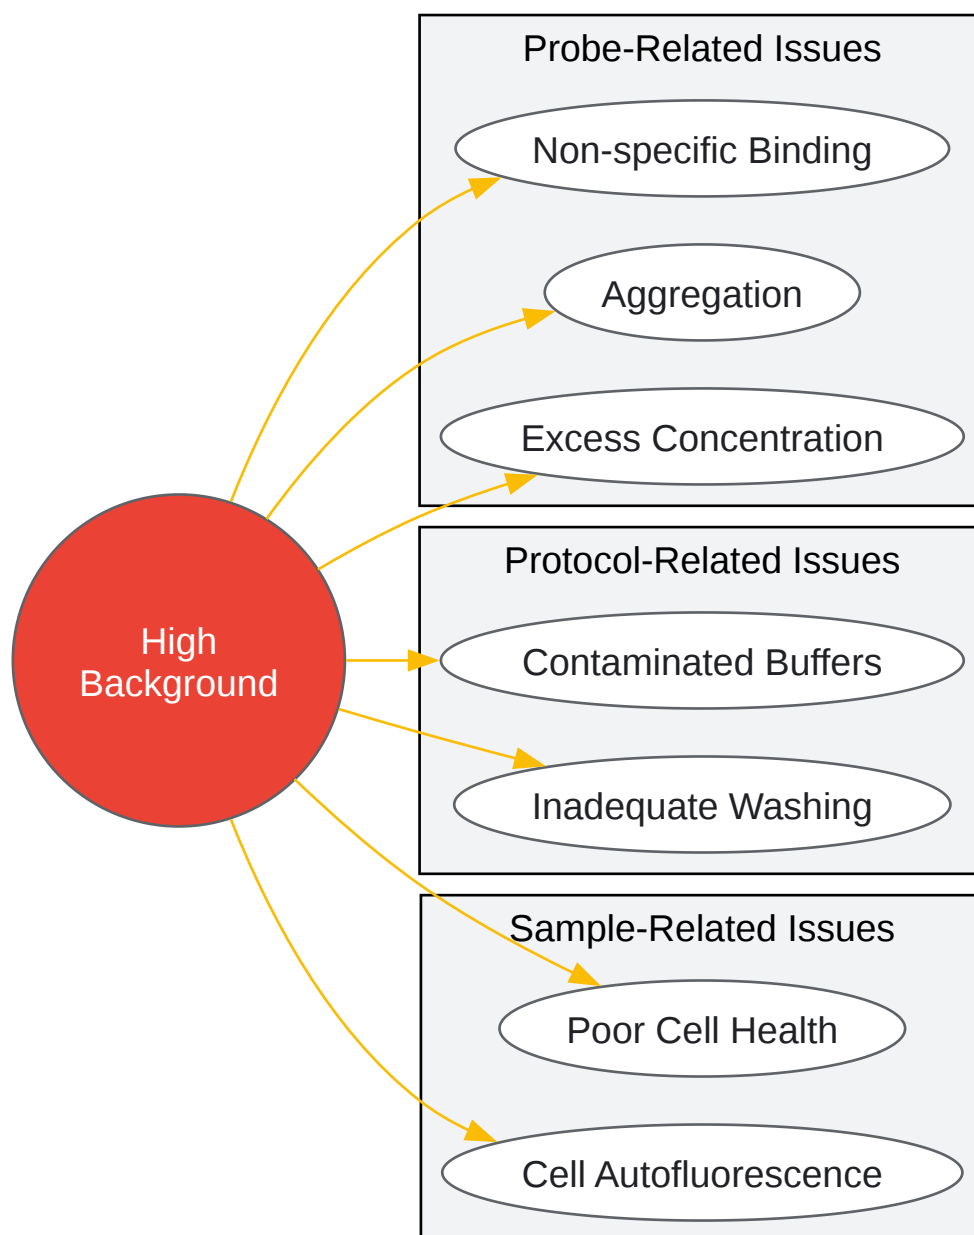 Probe-Related Issues
Non-specific Binding
Aggregation
Excess Concentration
High
Background
Protocol-Related Issues
Contaminated Buffers
Inadequate Washing
Sample-Related Issues
Poor Cell Health
Cell Autofluorescence